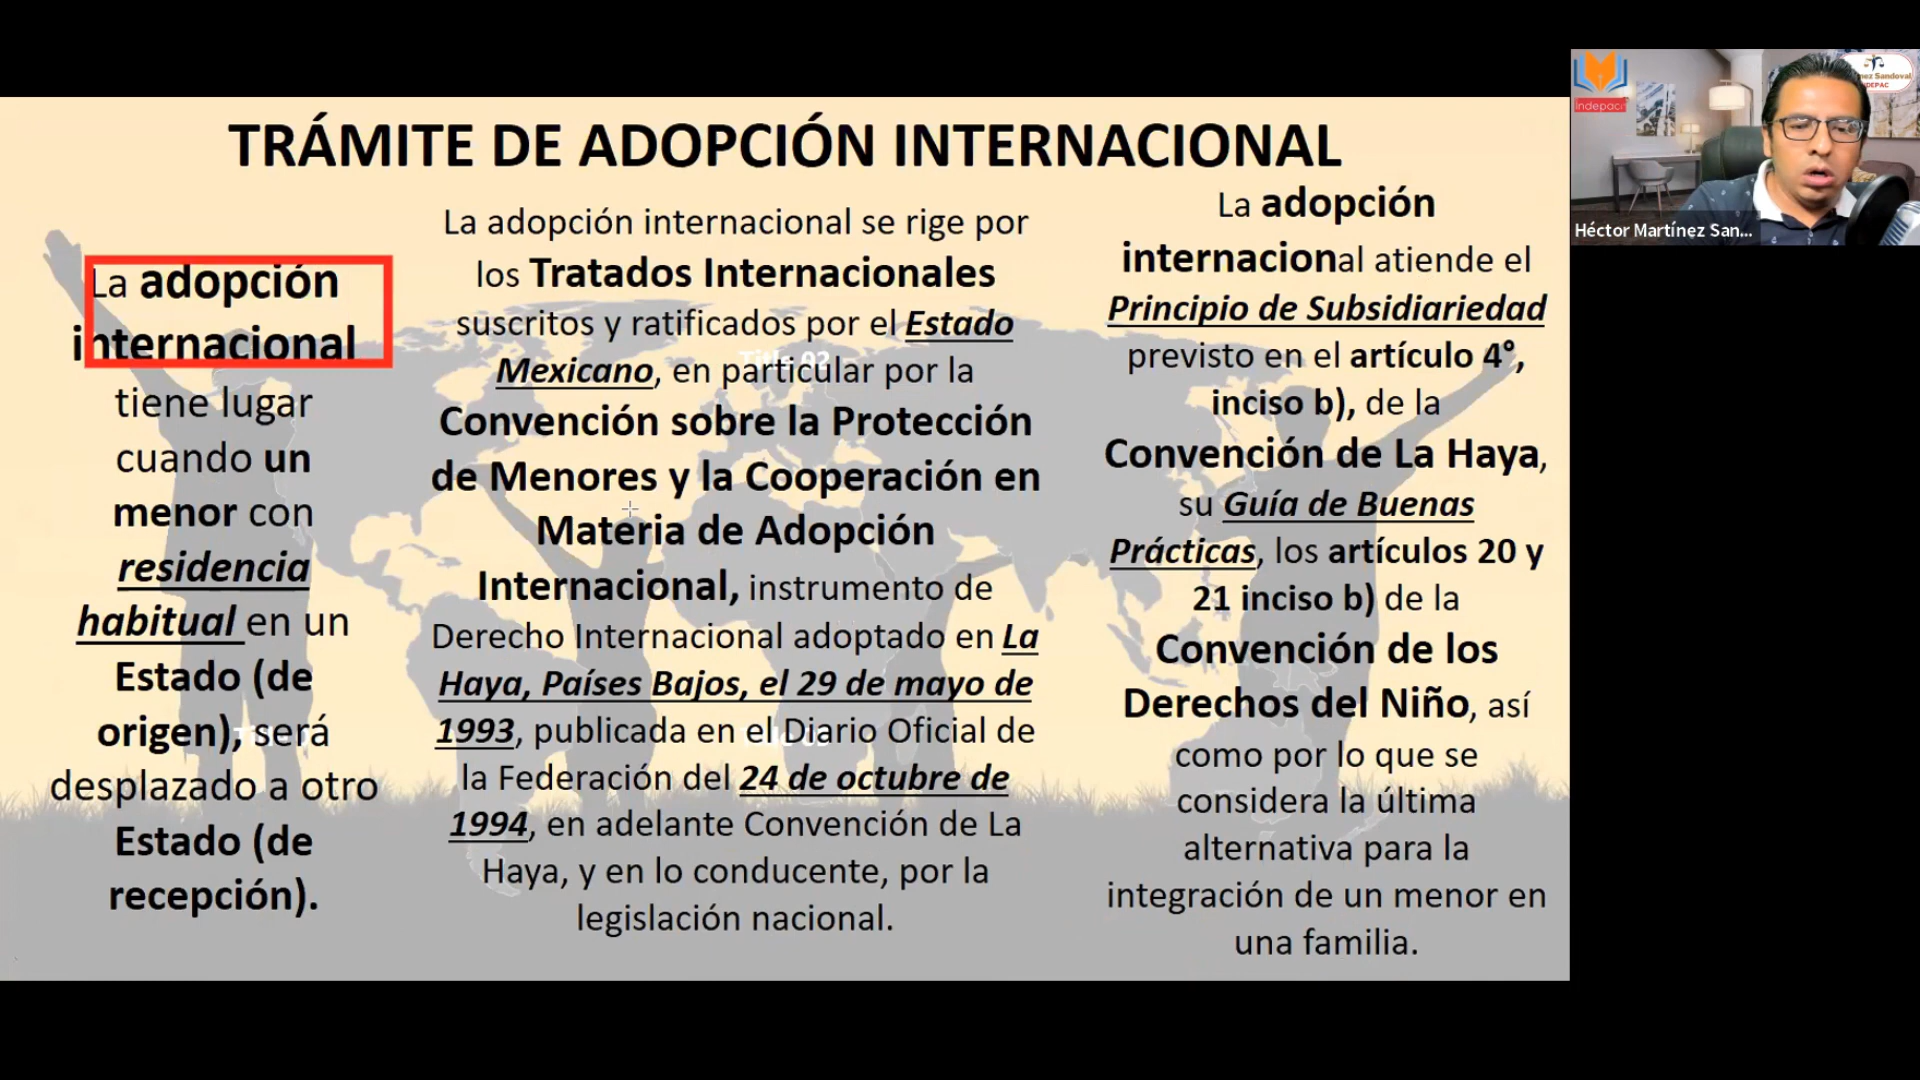 TRÁMITE DE ADOPCIÓN INTERNACIONAL
La adopción
internacional
tiene lugar
cuando un
menor con
residencia
habitual en un
Estado (de
origen), será
desplazado a otro
Estado (de
recepción).
La adopción internacional se rige por
los Tratados Internacionales
suscritos y ratificados por el Estado
Mexicano, en particular por la
Convención sobre la Protección
de Menores y la Cooperación en
Materia de Adopción
Internacional, instrumento de
Derecho Internacional adoptado en La
Haya, Países Bajos, el 29 de mayo de
1993, publicada en el Diario Oficial de
la Federación del 24 de octubre de
1994, en adelante Convención de La
Haya, y en lo conducente, por la
legislación nacional.
La adopción
internacional atiende el
Principio de Subsidiariedad
previsto en el artículo 4°,
inciso b), de la
Convención de La Haya,
su Guía de Buenas
Prácticas, los artículos 20 y
21 inciso b) de la
Convención de los
Derechos del Niño, así
como por lo que se
considera la última
alternativa para la
integración de un menor en
una familia.
Title 02
Indepac
Sandoval
Héctor Martínez San...